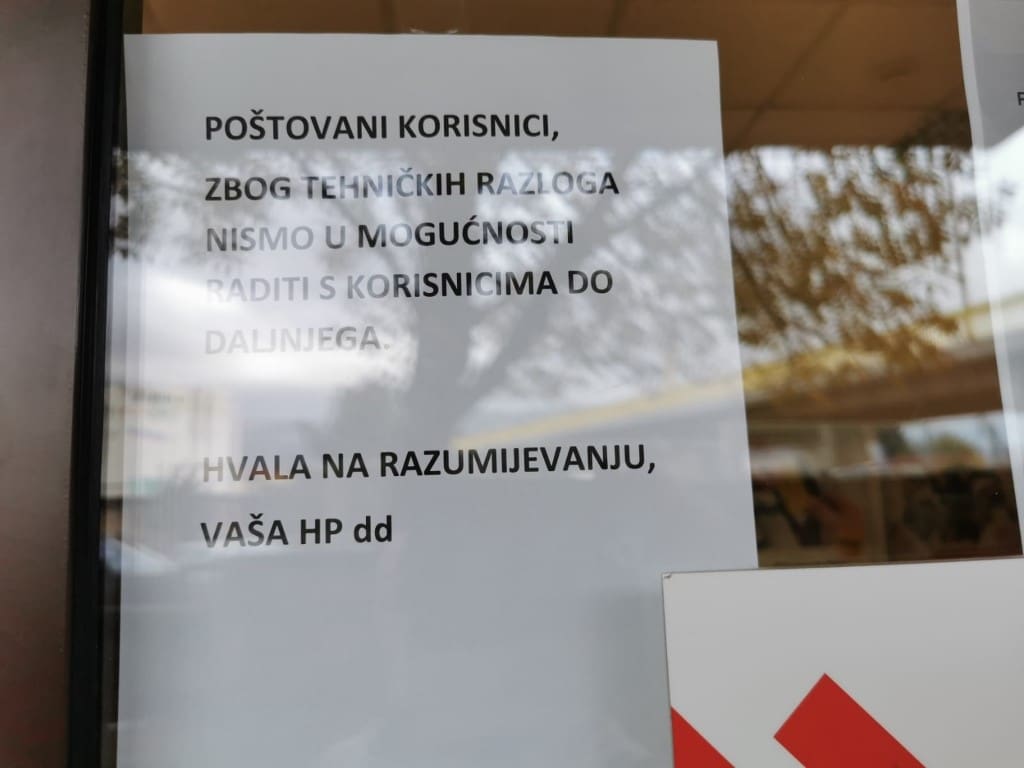 POŠTOVANI KORISNICI,
ZBOG TEHNIČKIH RAZLOGA
NISMO U MOGUĆNOSTI
RADITI S KORISNICIMA DO
DALJNJEGA.
HVALA NA RAZUMIJEVANJU,
VAŠA HP dd